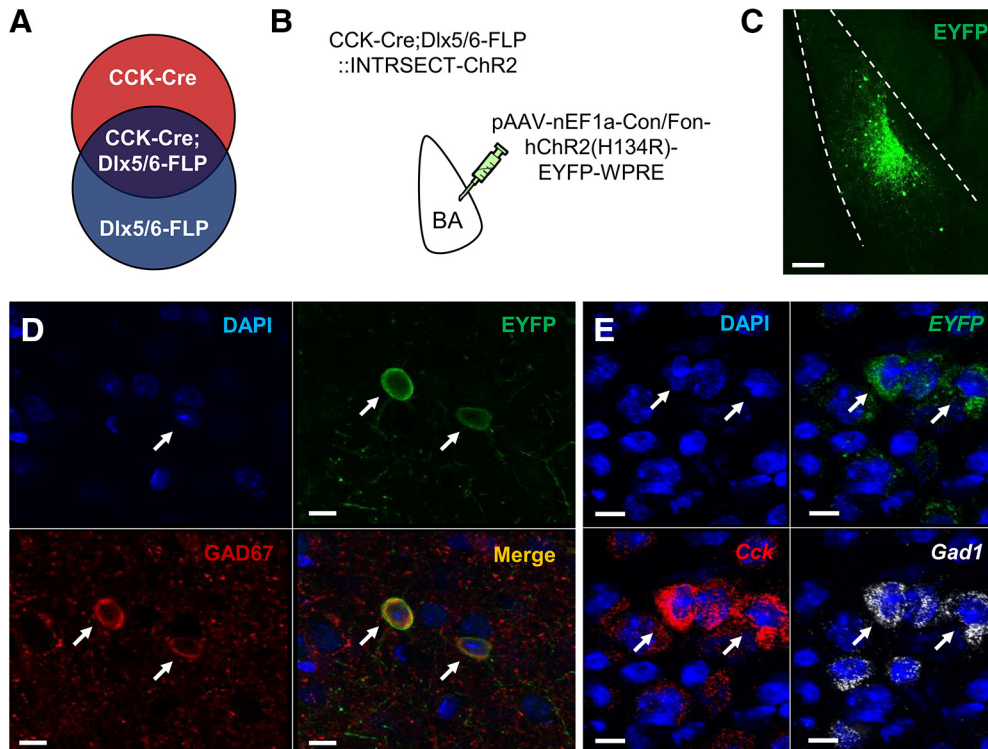 A
CCK-Cre
CCK-Cre;
Dlx5/6-FLP
Dlx5/6-FLP
B
CCK-Cre;Dlx5/6-FLP
::INTRSECT-ChR2
pAAV-nEF1a-Con/Fon-
hChR2(H134R)-
EYFP-WPRE
BA
C
EYFP
D
DAPI
EYFP
GAD67
Merge
E
DAPI
EYFP
Cck
Gad1